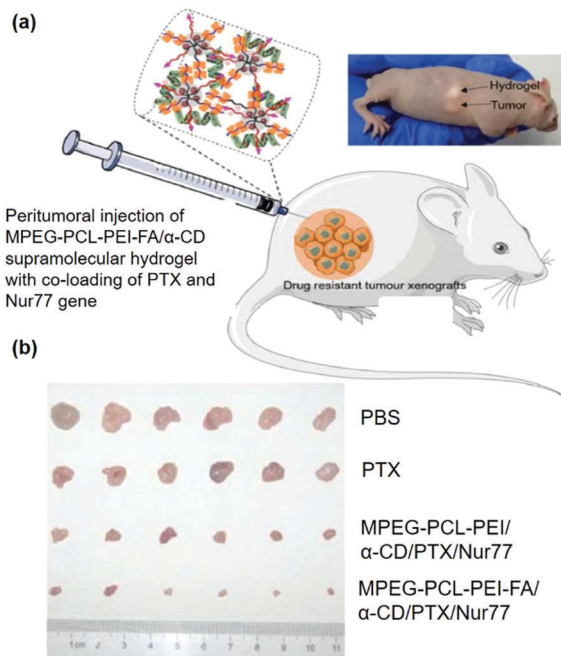 (a)
Hydrogel
Tumor
Peritumoral injection of
MPEG-PCL-PEI-FA/α-CD
supramolecular hydrogel
with co-loading of PTX and
Nur77 gene
Drug resistant tumour xenografts
(b)
PBS
PTX
MPEG-PCL-PEI/
α-CD/PTX/Nur77
MPEG-PCL-PEI-FA/
α-CD/PTX/Nur77
1cm 2 3 4 5 6 7 8 9 10 11